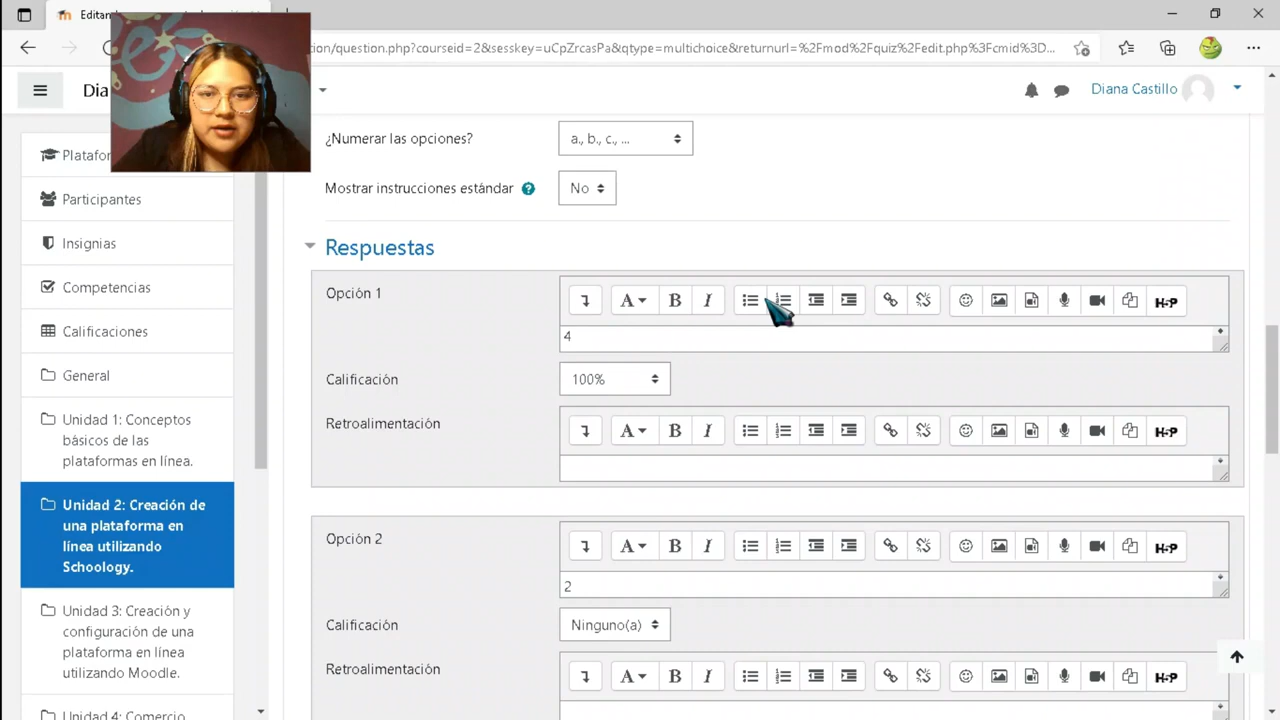 Editan
ion/question.php?courseid=2&sesskey=uCpZrcasPa&qtype=multichoice&returnurl=%2Fmod%2Fquiz%2Fedit.php%3Fcmid%3D...
Dia
Diana Castillo
Platafor
Participantes
Insignias
Competencias
Calificaciones
General
Unidad 1: Conceptos
básicos de las
plataformas en línea.
Unidad 2: Creación de
una plataforma en
línea utilizando
Schoology.
Unidad 3: Creación y
configuración de una
plataforma en línea
utilizando Moodle.
Unidad 4: Comercio
¿Numerar las opciones?
a., b., c., ...
Mostrar instrucciones estándar
No
Respuestas
Opción 1
A B I H-P
4
Calificación
100%
Retroalimentación
A B I H-P
Opción 2
A B I H-P
2
Calificación
Ninguno(a)
Retroalimentación
A B I H-P